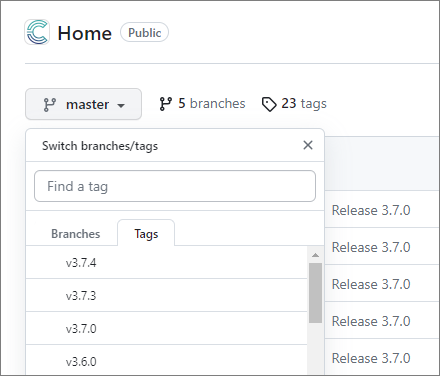 Home Public
master 5 branches 23 tags
Switch branches/tags
Find a tag
Branches Tags
v3.7.4
v3.7.3
v3.7.0
v3.6.0
Release 3.7.0
Release 3.7.0
Release 3.7.0
Release 3.7.0
Release 3.7.0